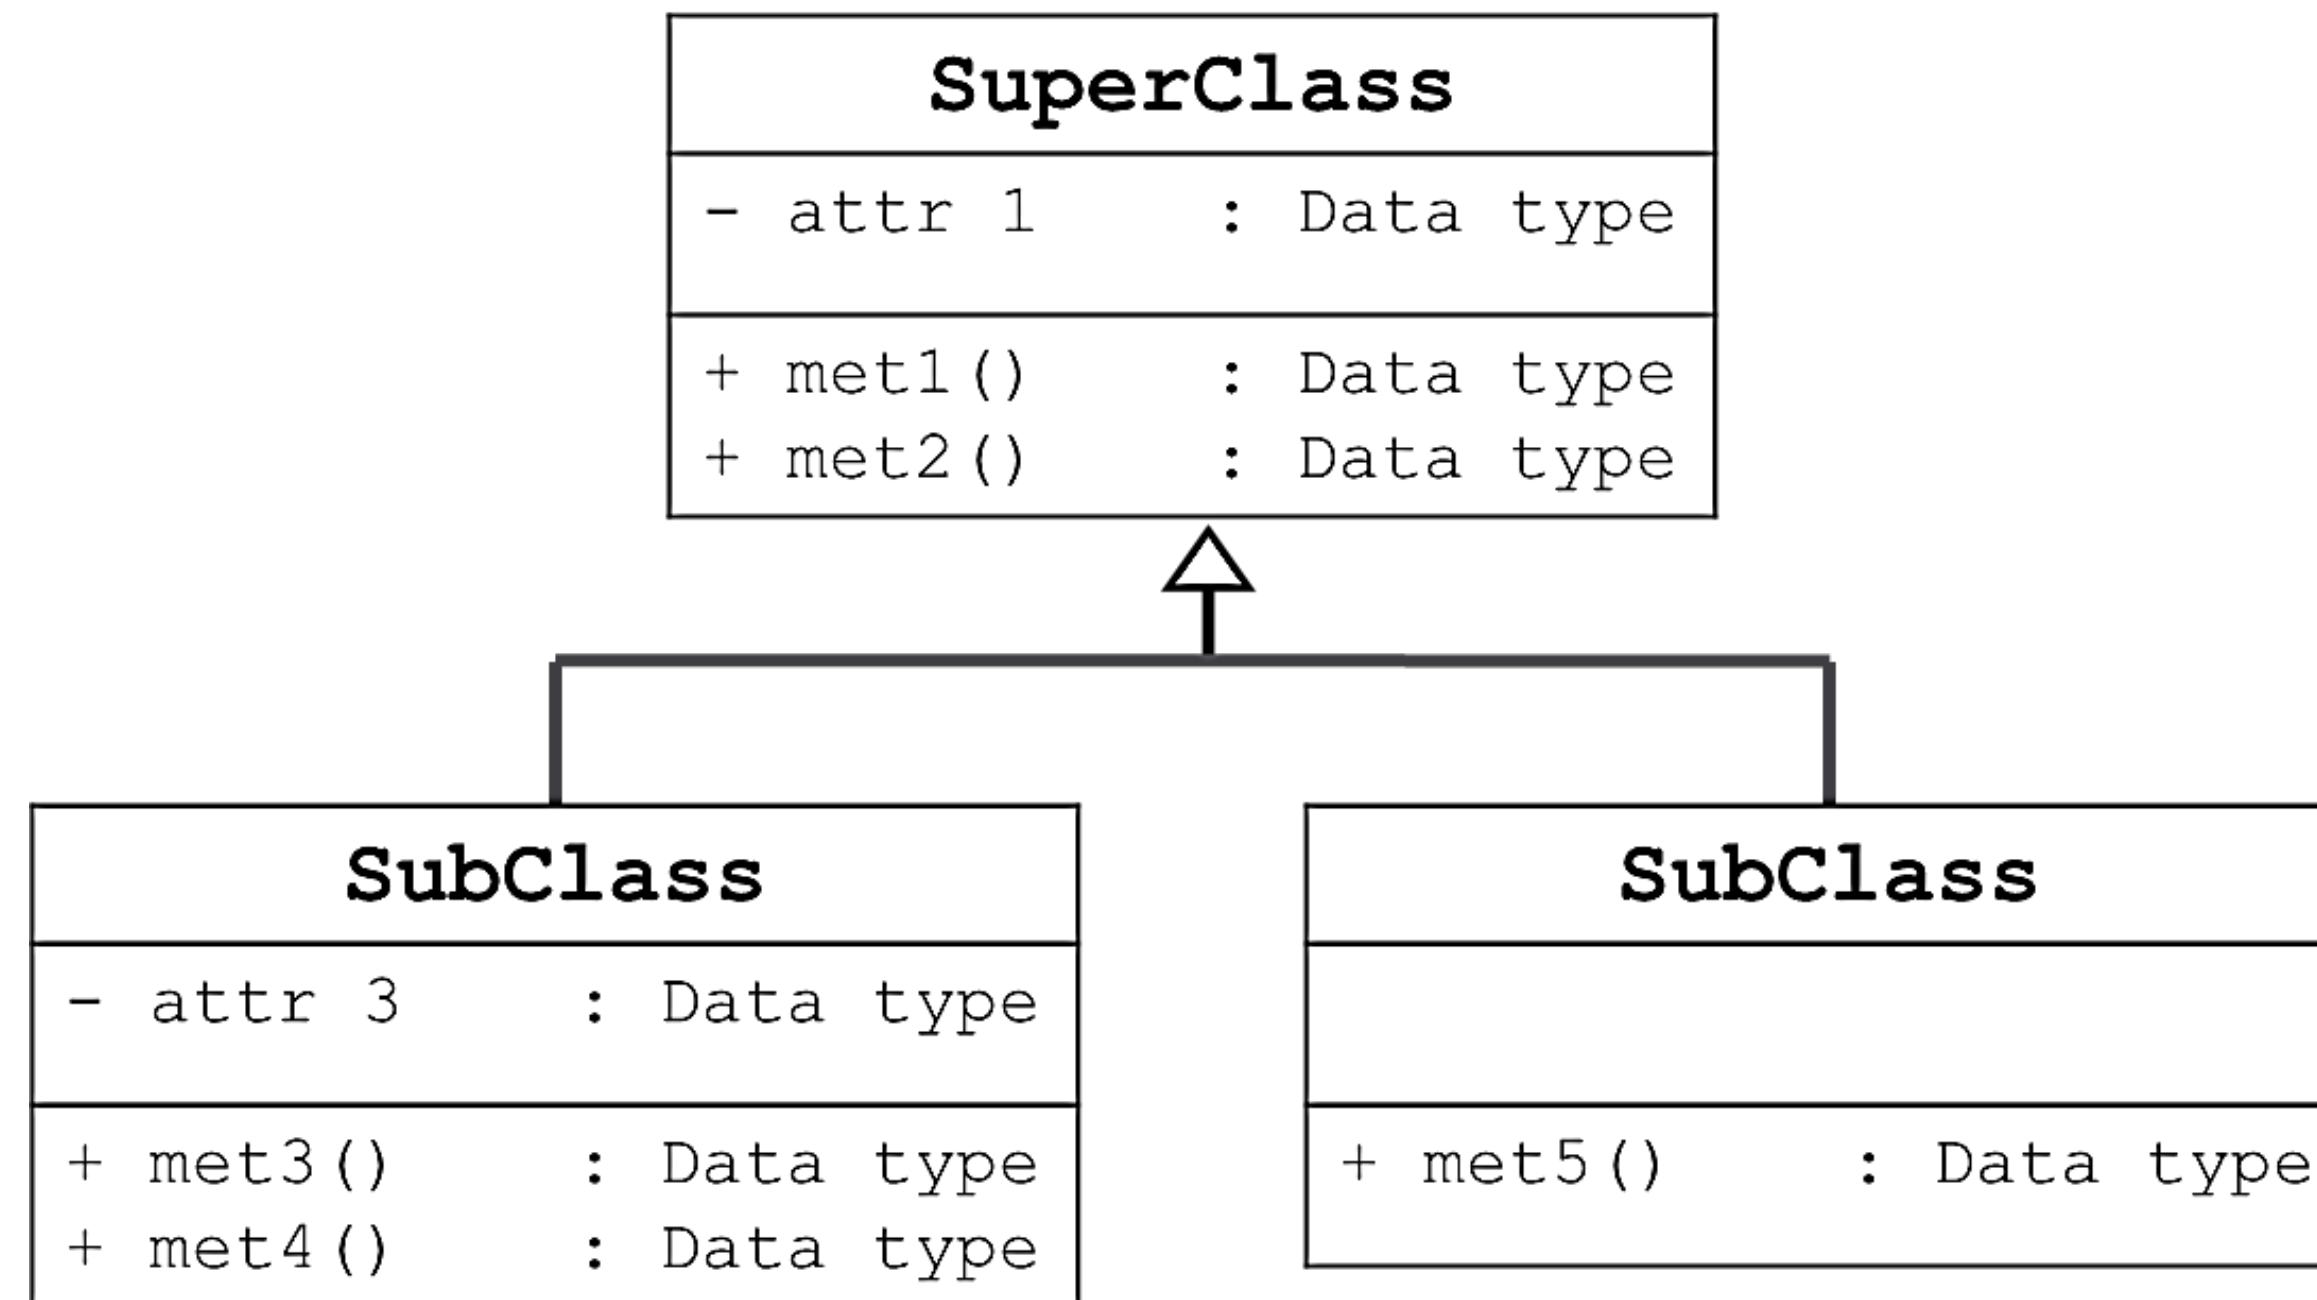 SuperClass
- attr 1 : Data type
+ met1() : Data type
+ met2() : Data type
SubClass
- attr 3 : Data type
+ met3() : Data type
+ met4() : Data type
SubClass
+ met5() : Data type